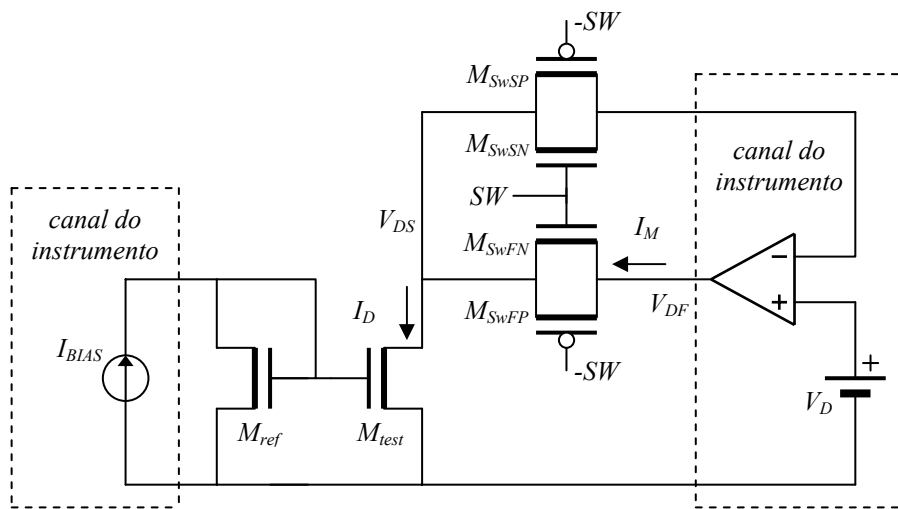 -SW
M_SwSP
M_SwSN
canal do
instrumento
SW
canal do
instrumento
V_DS
M_SwFN
I_M
−
+
I_D
M_SwFP
V_DF
I_BIAS
-SW
+
V_D
M_ref
M_test